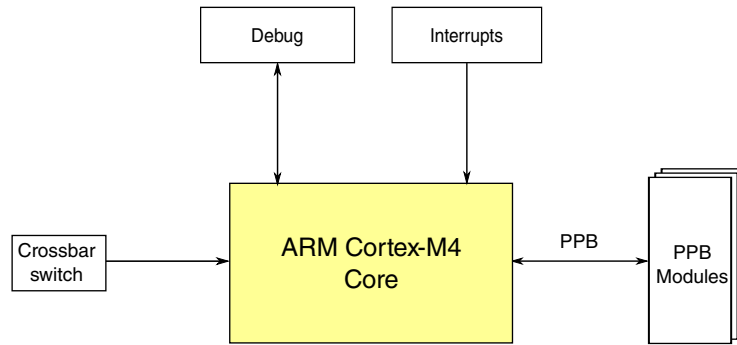 Debug
Interrupts
Crossbar
switch
ARM Cortex-M4
Core
PPB
PPB
Modules